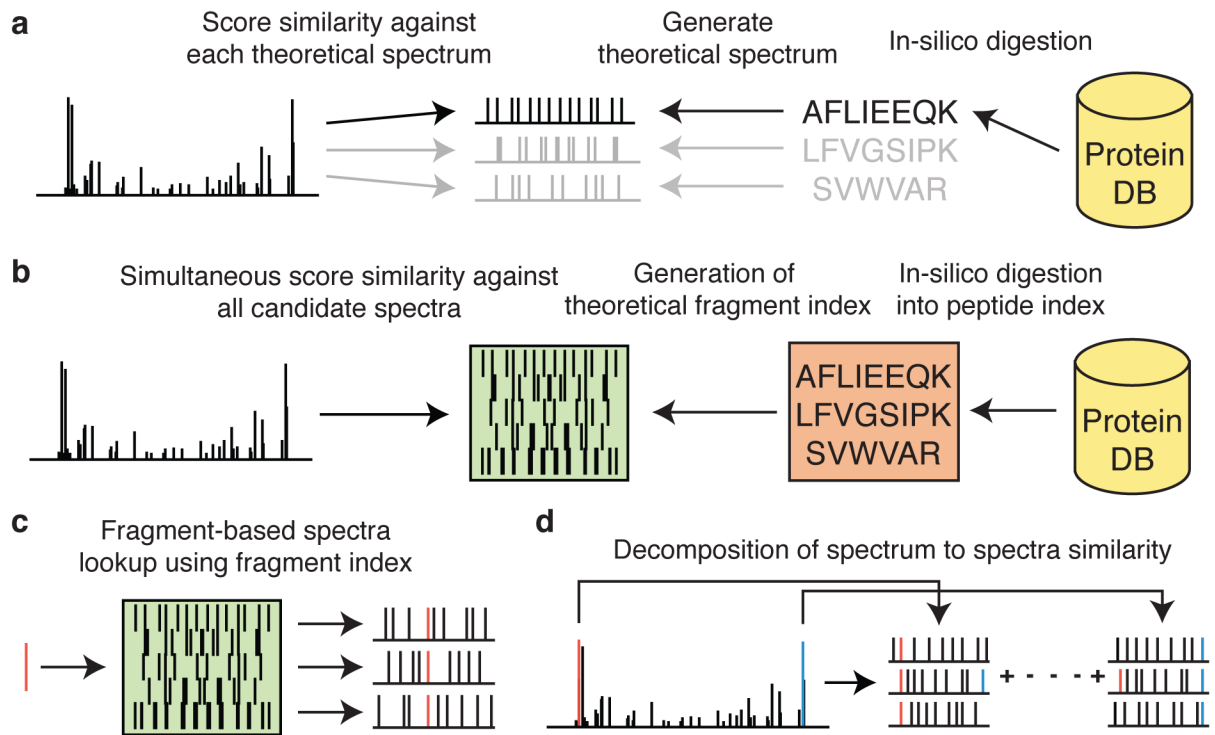 a
Score similarity against
each theoretical spectrum
Generate
theoretical spectrum
In-silico digestion
AFLIEEQK
LFVGSIPK
SVWVAR
Protein
DB
b
Simultaneous score similarity against
all candidate spectra
Generation of
theoretical fragment index
In-silico digestion
into peptide index
AFLIEEQK
LFVGSIPK
SVWVAR
Protein
DB
c
Fragment-based spectra
lookup using fragment index
d
Decomposition of spectrum to spectra similarity
+ - - - +